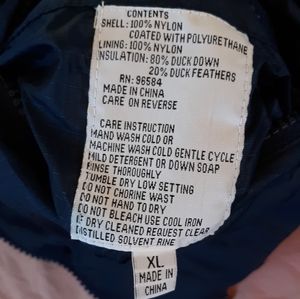 CONTENTS
SHELL: 100% NYLON
COATED WITH POLYURETHANE
LINING: 100% NYLON
INSULATION: 80% DUCK DOWN
20% DUCK FEATHERS
RN: 96584
MADE IN CHINA
CARE ON REVERSE
CARE INSTRUCTION
HAND WASH COLD OR
MACHINE WASH COLD GENTLE CYCLE
MILD DETERGENT OR DOWN SOAP
RINSE THOROUGHLY
TUMBLE DRY LOW SETTING
DO NOT CHORINE WAST
DO NOT HAND TO DRY
DO NOT BLEACH USE COOL IRON
IF DRY CLEANED REQUEST CLEAR
DISTILLED SOLVENT RINE
XL
MADE IN
CHINA